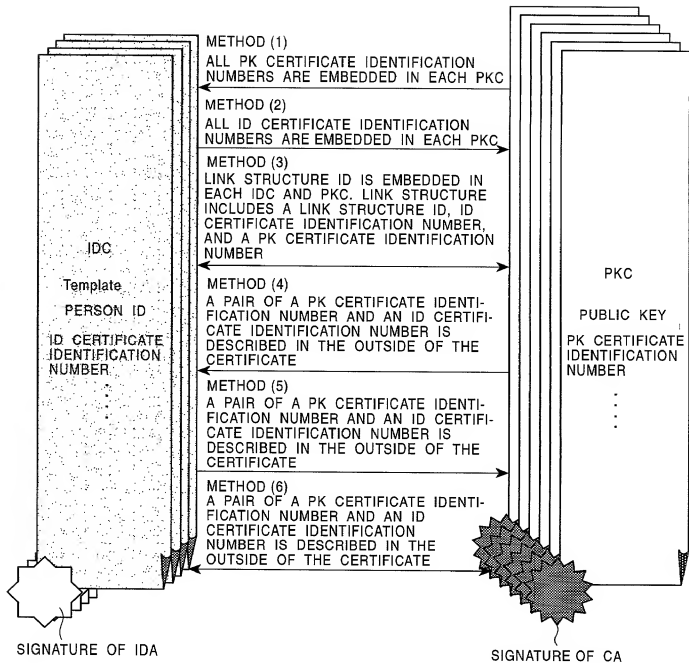 METHOD (1)
ALL PK CERTIFICATE IDENTIFICATION
NUMBERS ARE EMBEDDED IN EACH PKC
METHOD (2)
ALL ID CERTIFICATE IDENTIFICATION
NUMBERS ARE EMBEDDED IN EACH PKC
METHOD (3)
LINK STRUCTURE ID IS EMBEDDED IN
EACH IDC AND PKC. LINK STRUCTURE
INCLUDES A LINK STRUCTURE ID, ID
CERTIFICATE IDENTIFICATION NUMBER,
AND A PK CERTIFICATE IDENTIFICATION
NUMBER
METHOD (4)
A PAIR OF A PK CERTIFICATE IDENTI-
FICATION NUMBER AND AN ID CERTIFI-
CATE IDENTIFICATION NUMBER IS
DESCRIBED IN THE OUTSIDE OF THE
CERTIFICATE
METHOD (5)
A PAIR OF A PK CERTIFICATE IDENTI-
FICATION NUMBER AND AN ID CERTIFI-
CATE IDENTIFICATION NUMBER IS
DESCRIBED IN THE OUTSIDE OF THE
CERTIFICATE
METHOD (6)
A PAIR OF A PK CERTIFICATE IDENTI-
FICATION NUMBER AND AN ID
CERTIFICATE IDENTIFICATION
NUMBER IS DESCRIBED IN THE
OUTSIDE OF THE CERTIFICATE
IDC
Template
PERSON ID
ID CERTIFICATE
IDENTIFICATION
NUMBER
PKC
PUBLIC KEY
PK CERTIFICATE
IDENTIFICATION
NUMBER
SIGNATURE OF IDA
SIGNATURE OF CA